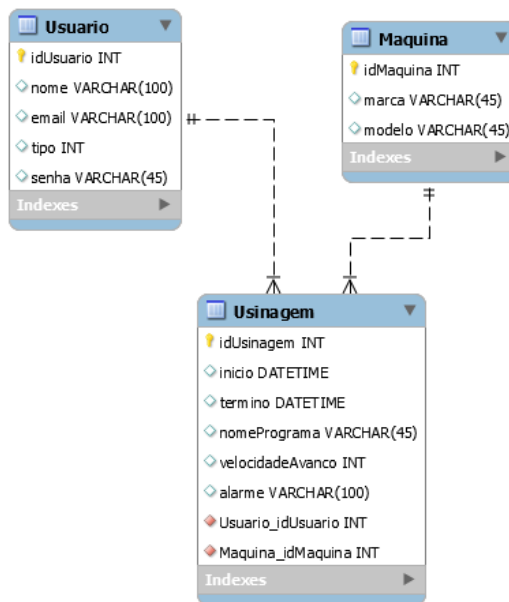 Usuario
idUsuario INT
nome VARCHAR(100)
email VARCHAR(100)
tipo INT
senha VARCHAR(45)
Indexes
Maquina
idMaquina INT
marca VARCHAR(45)
modelo VARCHAR(45)
Indexes
Usinagem
idUsinagem INT
inicio DATETIME
termino DATETIME
nomePrograma VARCHAR(45)
velocidadeAvanco INT
alarme VARCHAR(100)
Usuario_idUsuario INT
Maquina_idMaquina INT
Indexes